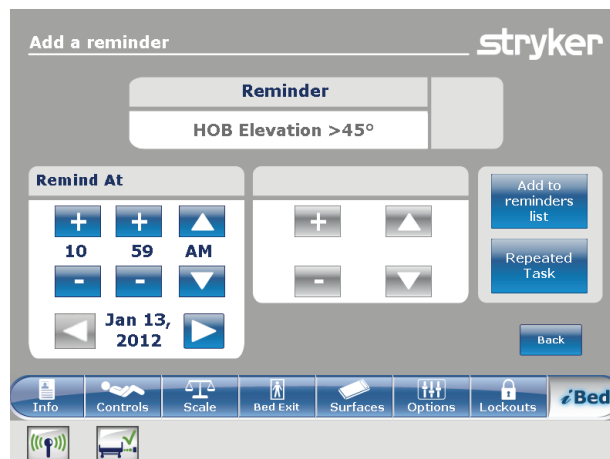 Add a reminder
stryker
Reminder
HOB Elevation >45°
Remind At
+ + +
10 59 AM
- - -
Jan 13,
2012
Add to
reminders
list
Repeated
Task
Back
Info Controls Scale Bed Exit Surfaces Options Lockouts iBed